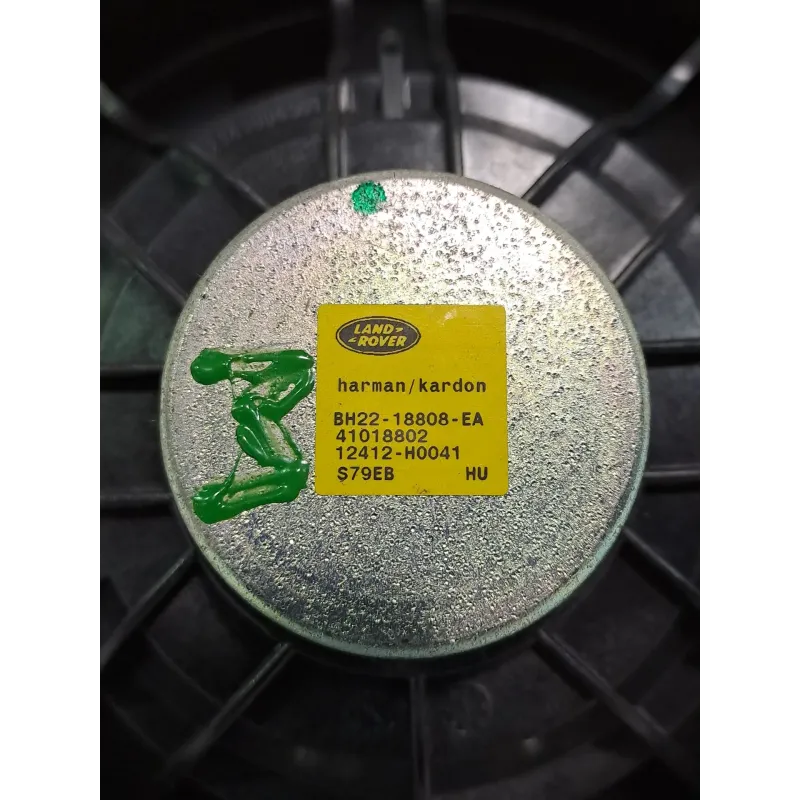 LAND-
-ROVER
harman/kardon
BH22-18808-EA
41018802
12412-H0041
S79EB HU